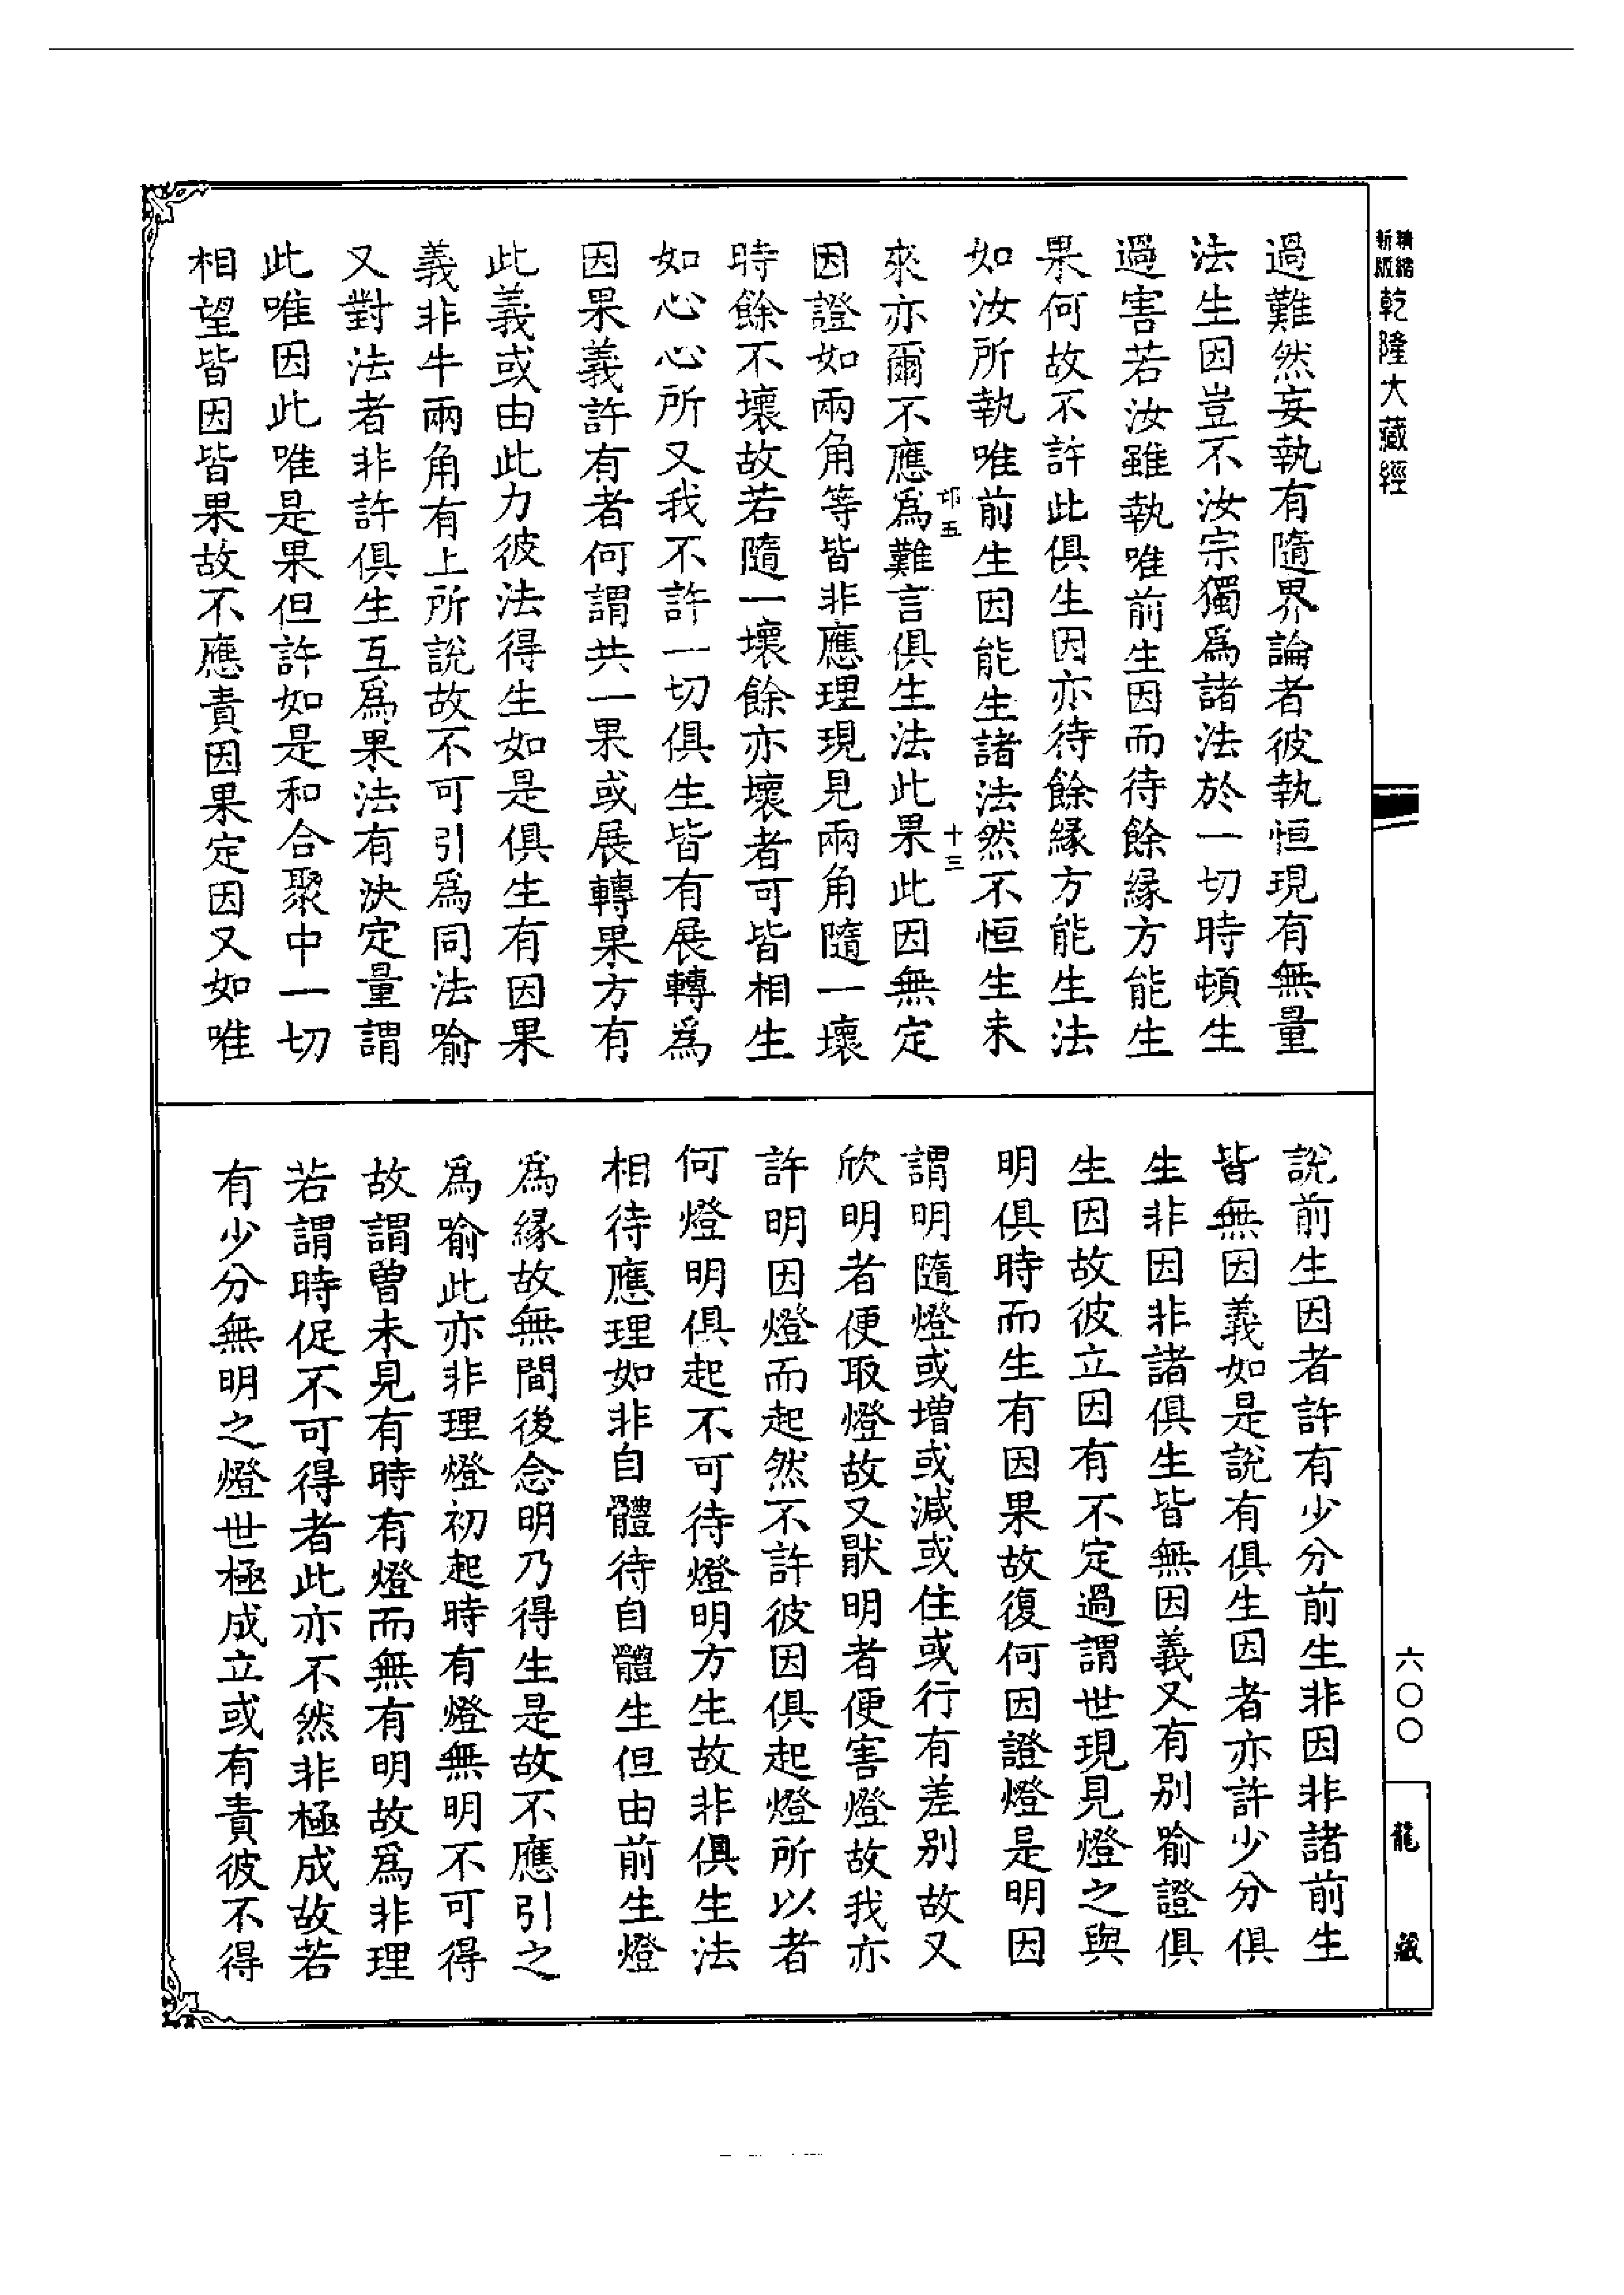 新版精縮乾隆大藏經
過難然妄執有隨界論者彼執恒現有無量
法生因豈不汝宗獨爲諸法於一切時頓生
過害若汝雖執唯前生因而待餘緣方能生
果何故不許此俱生因亦待餘緣方能生法
如汝所執唯前生因能生諸法然不恒生未
十三
來亦爾不應爲難言俱生法此果此因無定
因證如兩角等皆非應理現見兩角隨一壞
時餘不壞故若隨一壞餘亦壞者可皆相生
如心心所又我不許一切俱生皆有展轉爲
因果義許有者何謂共一果或展轉果方有
此義或由此力彼法得生如是俱生有因果
義非牛兩角有上所說故不可引爲同法喻
又對法者非許俱生互爲果法有決定量謂
此唯因此唯是果但許如是和合聚中一切
相望皆因皆果故不應責因果定因又如唯
說前生因者許有少分前生非因非諸前生
皆無因義如是說有俱生因者亦許少分俱
生非因非諸俱生皆無因義又有別喻證俱
生因故彼立因有不定過謂世現見燈之與
明俱時而生有因果故復何因證燈是明因
謂明隨燈或增或減或住或行有差別故又
欣明者便取燈故又猒明者便害燈故我亦
許明因燈而起然不許彼因俱起燈所以者
何燈明俱起不可待燈明方生故非俱生法
相待應理如非自體待自體生但由前生燈
爲緣故無間後念明乃得生是故不應引之
爲喻此亦非理燈初起時有燈無明不可得
故謂曾未見有時有燈而無有明故爲非理
若謂時促不可得者此亦不然非極成故若
有少分無明之燈世極成立或有責彼不得
六〇〇
龍藏